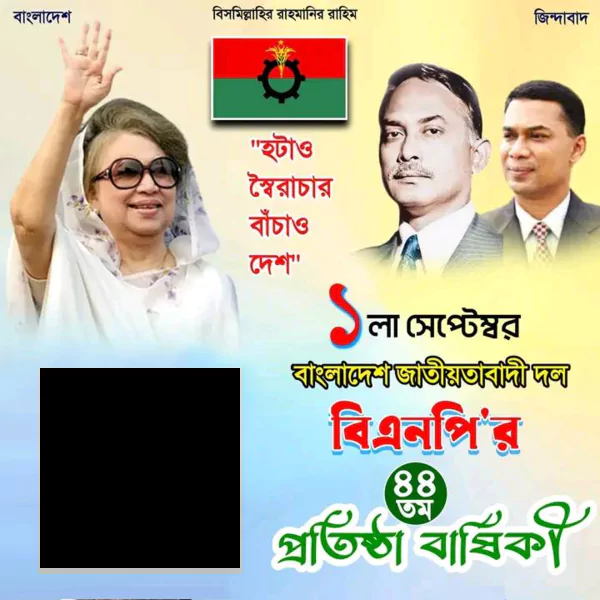 বাংলাদেশ
বিসমিল্লাহির রাহমানির রাহিম
জিন্দাবাদ
"হটাও
স্বৈরাচার
বাঁচাও
দেশ"
১লা সেপ্টেম্বর
বাংলাদেশ জাতীয়তাবাদী দল
বিএনপি'র
৪৪
তম
প্রতিষ্ঠা বার্ষিকী